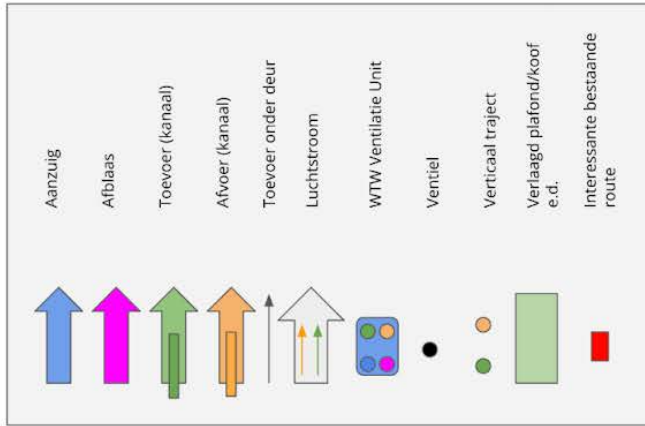 Aanzuig
Afblaas
Toevoer (kanaal)
Afvoer (kanaal)
Toevoer onder deur
Luchtstroom
WTW Ventilatie Unit
Ventiel
Verticaal traject
Verlaagd plafond/koof
e.d.
Interessante bestaande
route